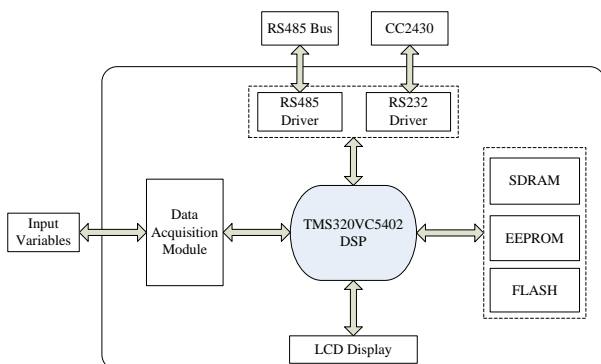 RS485 Bus
CC2430
RS485
Driver
RS232
Driver
SDRAM
Data
Acquisition
Module
TMS320VC5402
DSP
Input
Variables
EEPROM
FLASH
LCD Display